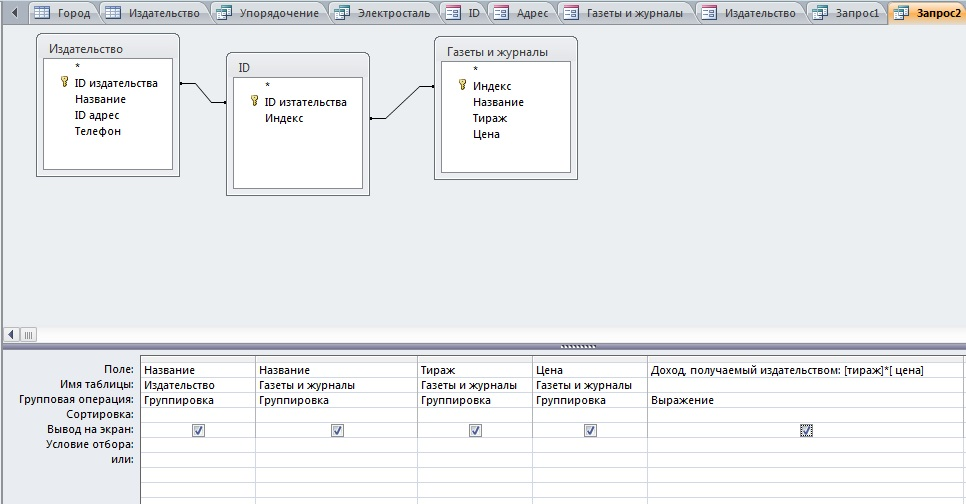 Город Издательство Упорядочение Электросталь ID Адрес Газеты и журналы Издательство Запрос1 Запрос2
Издательство
*
ID издательства
Название
ID адрес
Телефон
ID
*
ID изтательства
Индекс
Газеты и журналы
*
Индекс
Название
Тираж
Цена
Поле: Название Название Тираж Цена Доход, получаемый издательством: [тираж]*[ цена]
Имя таблицы: Издательство Газеты и журналы Газеты и журналы Газеты и журналы
Групповая операция: Группировка Группировка Группировка Группировка Выражение
Сортировка:
Вывод на экран:
Условие отбора:
или: